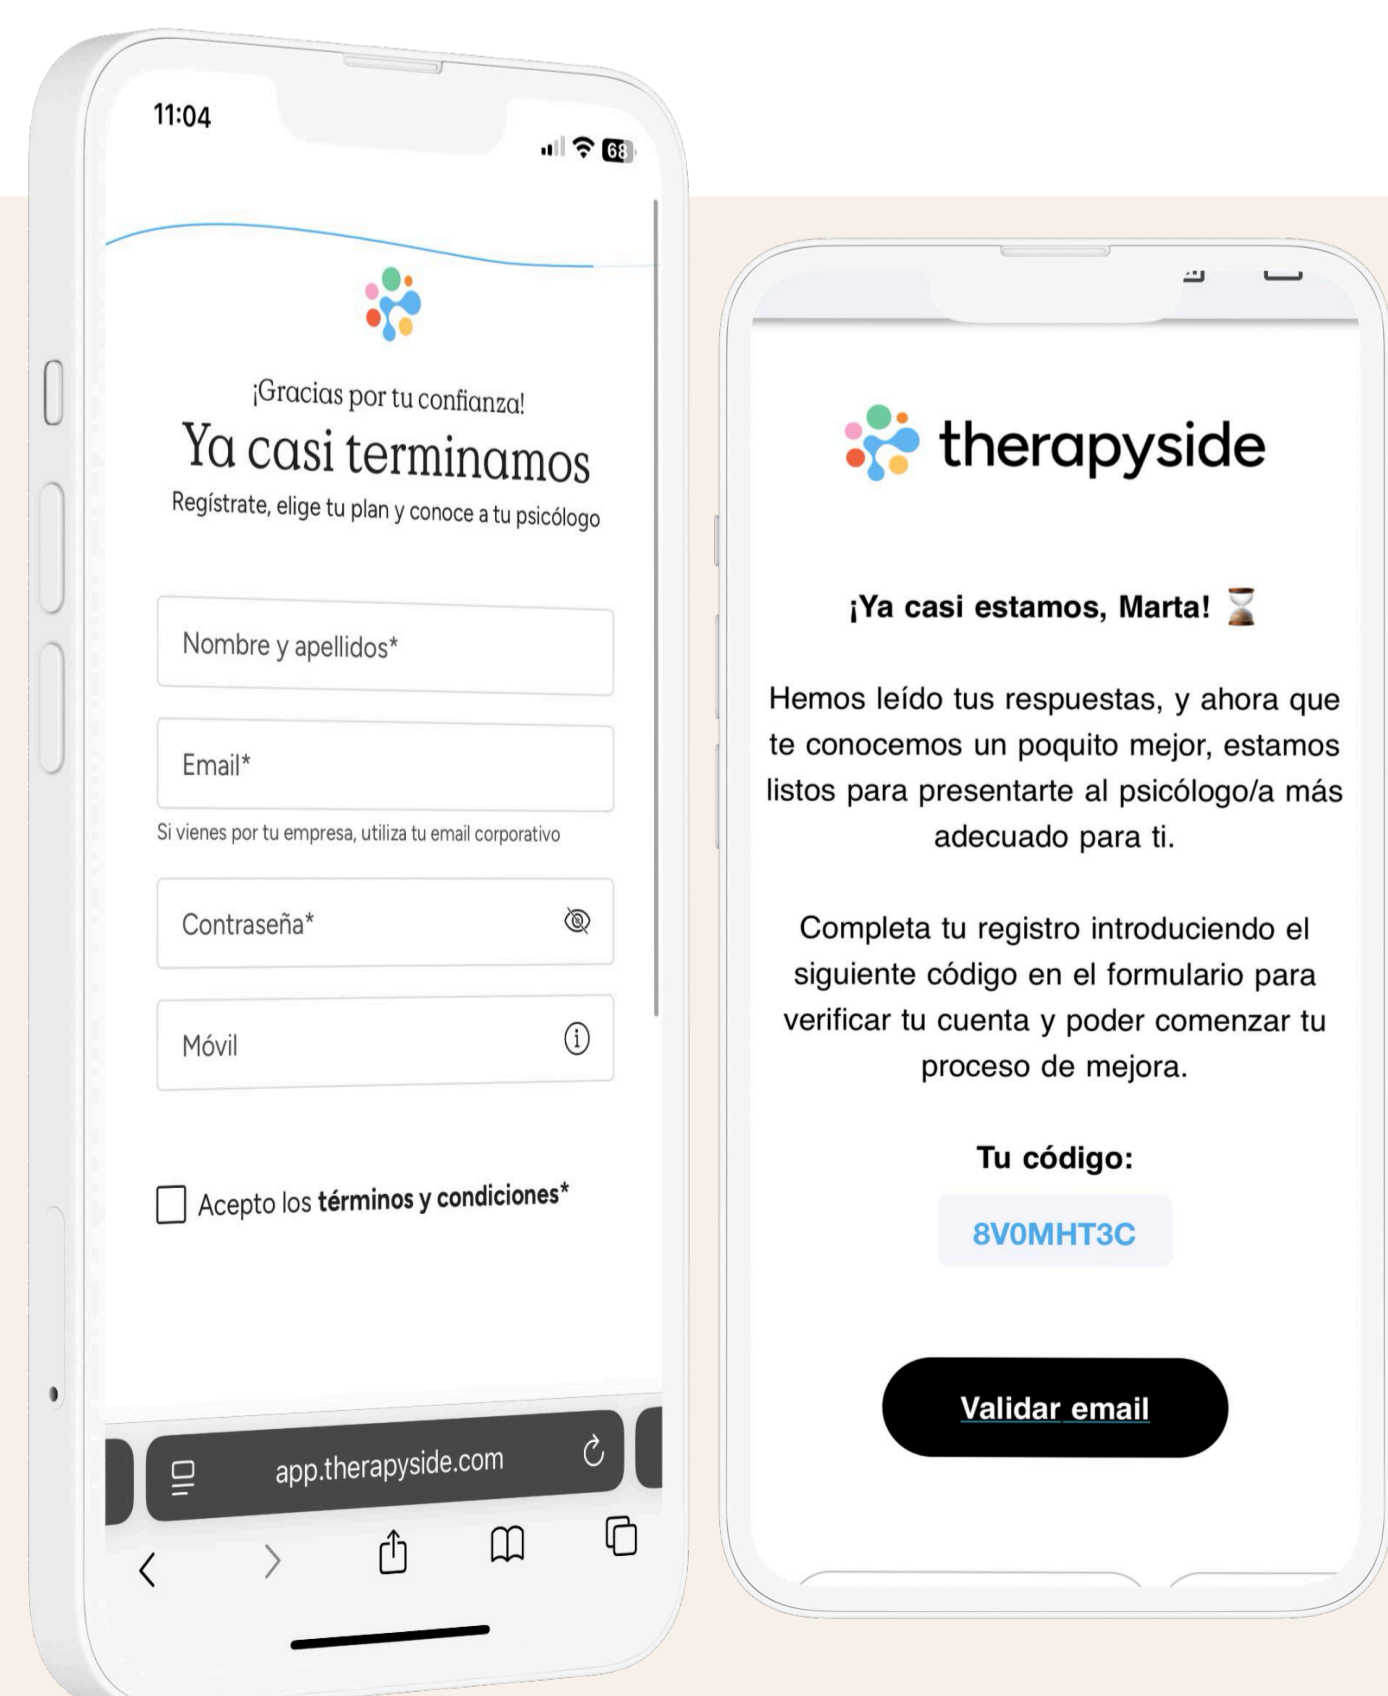 11:04
68
¡Gracias por tu confianza!
Ya casi terminamos
Regístrate, elige tu plan y conoce a tu psicólogo
Nombre y apellidos*
Email*
Si vienes por tu empresa, utiliza tu email corporativo
Contraseña*
Móvil
Acepto los términos y condiciones*
app.therapyside.com
therapyside
¡Ya casi estamos, Marta! ⏳
Hemos leído tus respuestas, y ahora que
te conocemos un poquito mejor, estamos
listos para presentarte al psicólogo/a más
adecuado para ti.
Completa tu registro introduciendo el
siguiente código en el formulario para
verificar tu cuenta y poder comenzar tu
proceso de mejora.
Tu código:
8V0MHT3C
Validar email